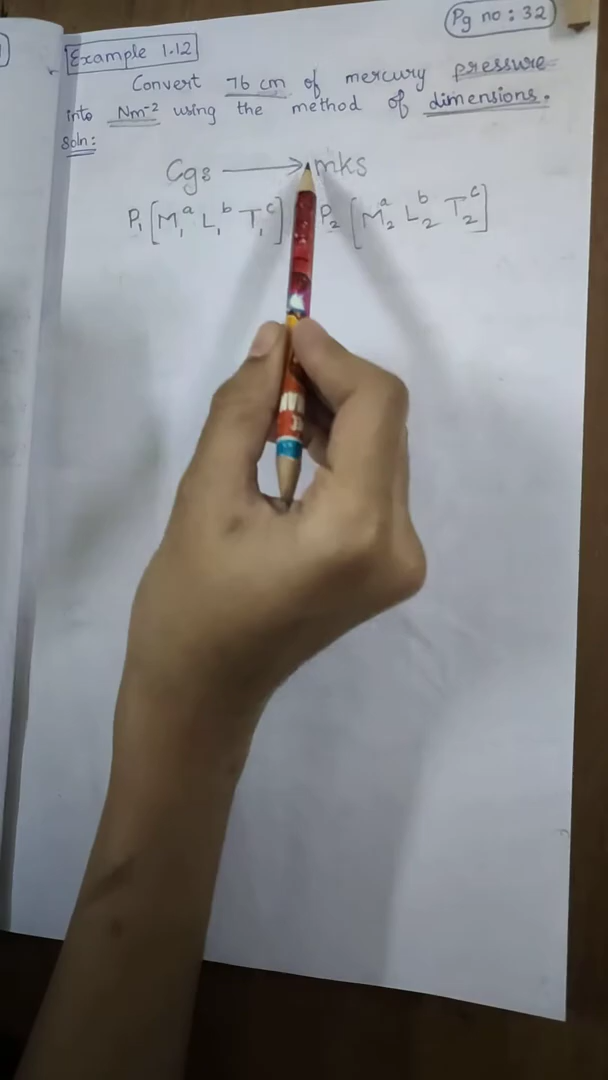 Pg no: 32
Example 1.12
Convert 76 cm of mercury pressure
into Nm⁻² using the method of dimensions.
Soln:
Cgs ⟶ mks
P₁ [M₁ᵃ L₁ᵇ T₁ᶜ] P₂ [M₂ᵃ L₂ᵇ T₂ᶜ]